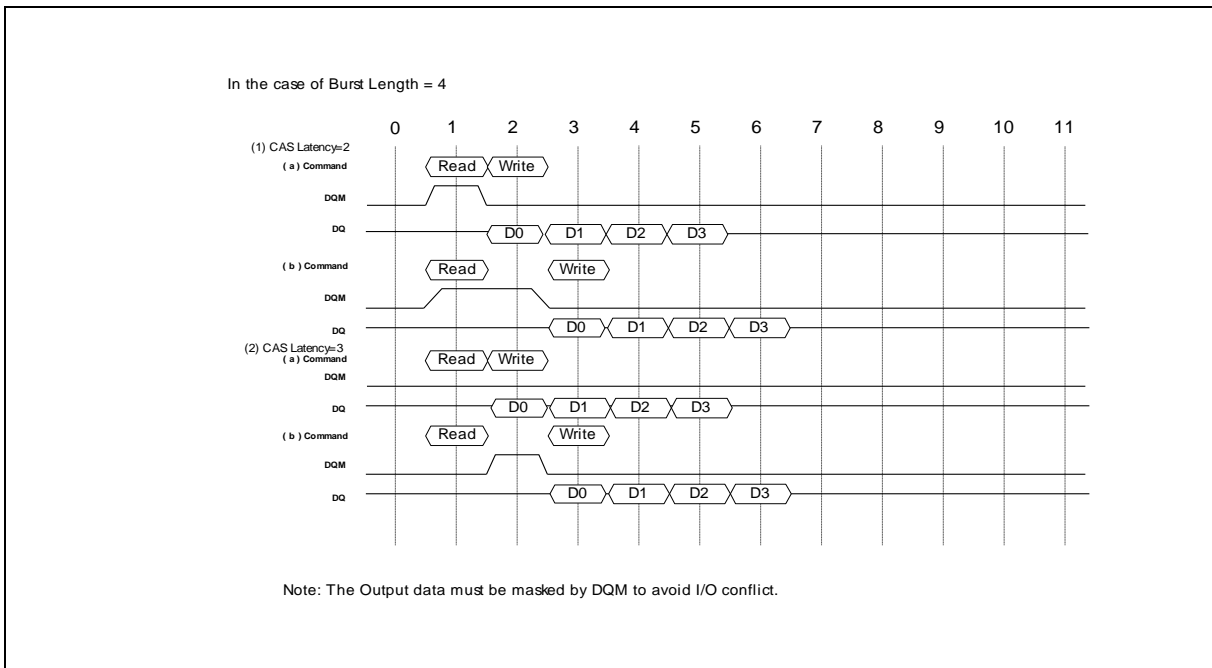 In the case of Burst Length = 4
0 1 2 3 4 5 6 7 8 9 10 11
(1) CAS Latency=2
( a ) Command Read Write
DQM
DQ D0 D1 D2 D3
( b ) Command Read Write
DQM
DQ D0 D1 D2 D3
(2) CAS Latency=3
( a ) Command Read Write
DQM
DQ D0 D1 D2 D3
( b ) Command Read Write
DQM
DQ D0 D1 D2 D3
Note: The Output data must be masked by DQM to avoid I/O conflict.